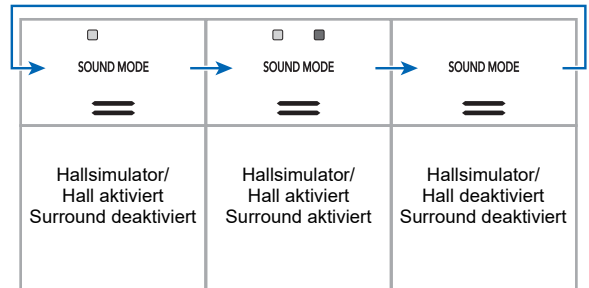 SOUND MODE
SOUND MODE
SOUND MODE
Hallsimulator/
Hall aktiviert
Surround deaktiviert
Hallsimulator/
Hall aktiviert
Surround aktiviert
Hallsimulator/
Hall deaktiviert
Surround deaktiviert